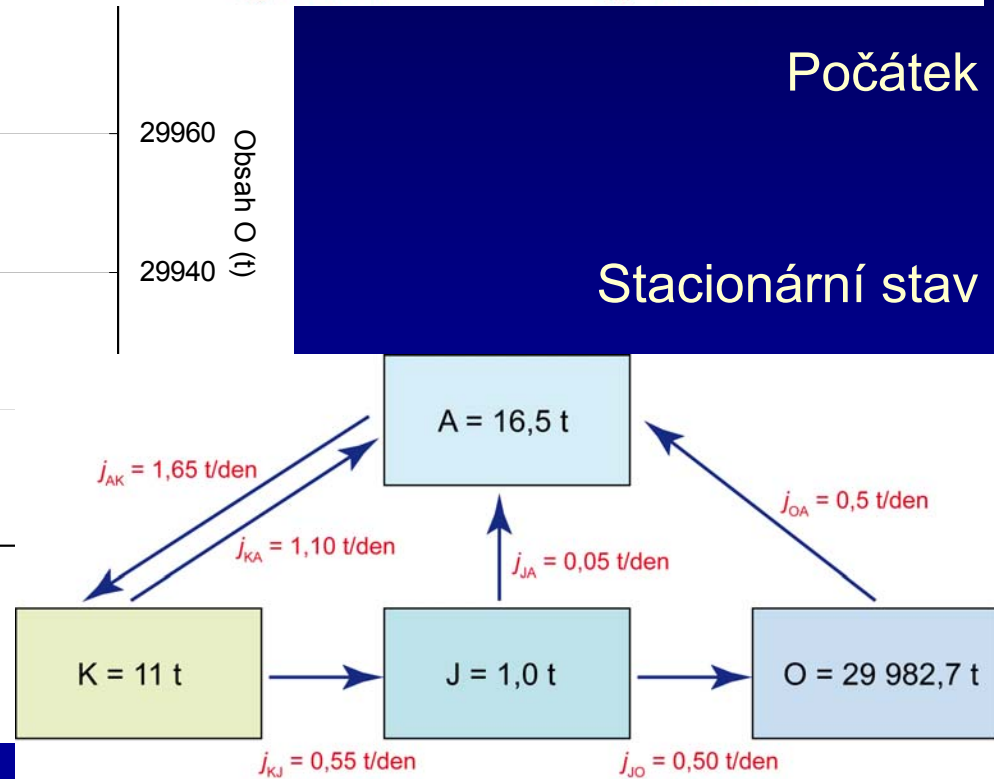 Počátek
29960
Obsah O (t)
29940
Stacionární stav
A = 16,5 t
jAK = 1,65 t/den
jOA = 0,5 t/den
jKA = 1,10 t/den
jJA = 0,05 t/den
K = 11 t
J = 1,0 t
O = 29 982,7 t
jKJ = 0,55 t/den
jJO = 0,50 t/den